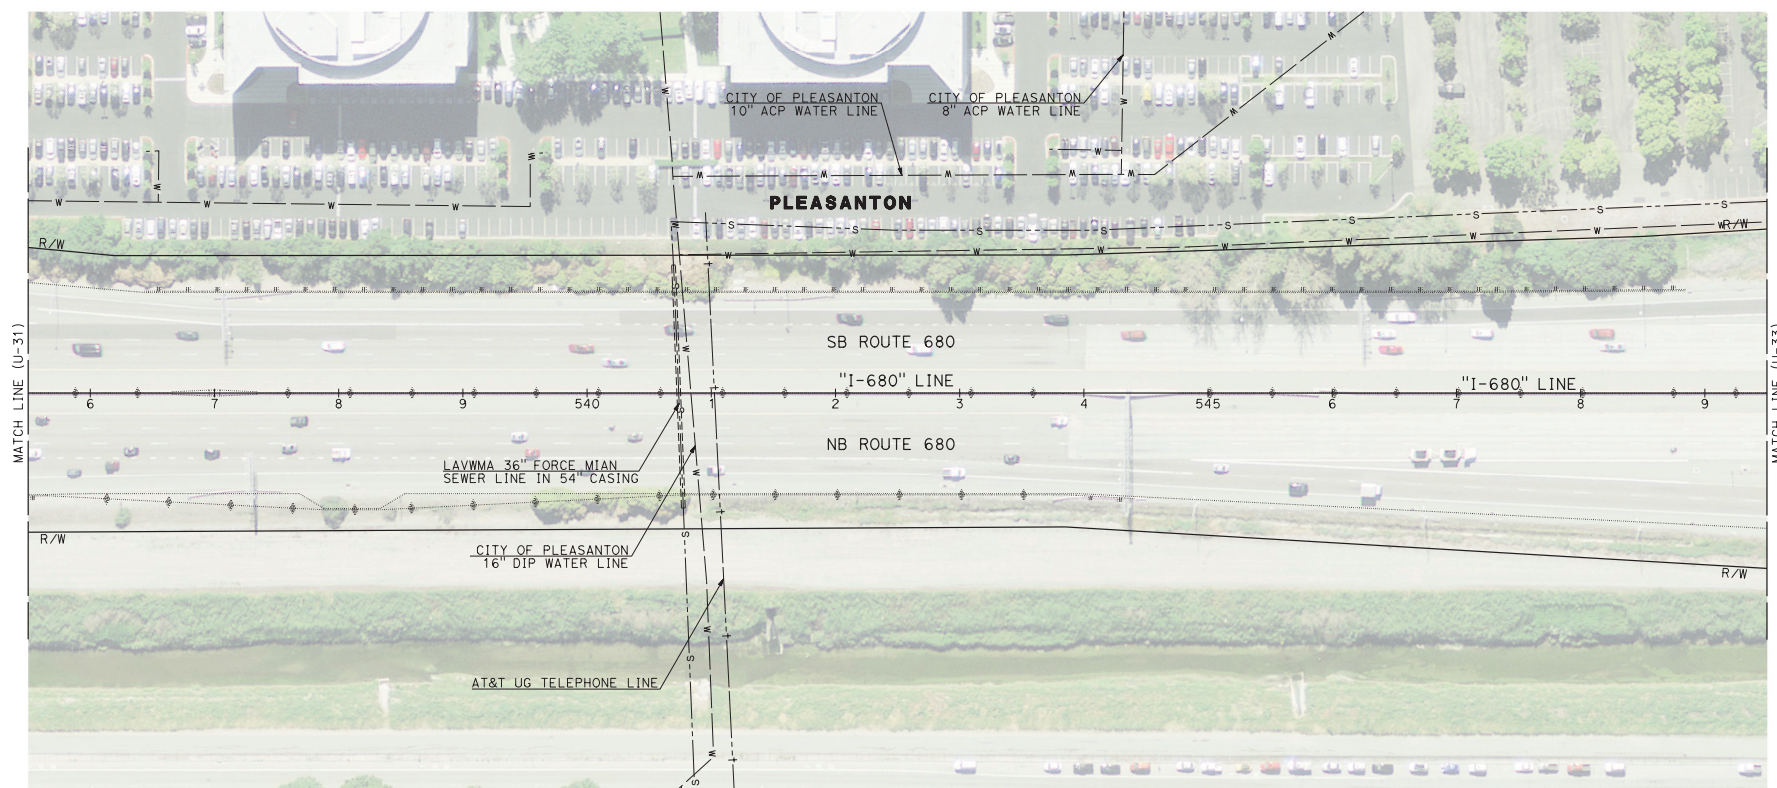 CITY OF PLEASANTON
10" ACP WATER LINE
CITY OF PLEASANTON
8" ACP WATER LINE
PLEASANTON
R/W
R/W
SB ROUTE 680
"I-680" LINE
"I-680" LINE
6 7 8 9 540 1 2 3 4 545 6 7 8 9
NB ROUTE 680
MATCH LINE (U-31)
MATCH LINE (U-33)
LAVWMA 36" FORCE MIAN
SEWER LINE IN 54" CASING
R/W
CITY OF PLEASANTON
16" DIP WATER LINE
R/W
AT&T UG TELEPHONE LINE